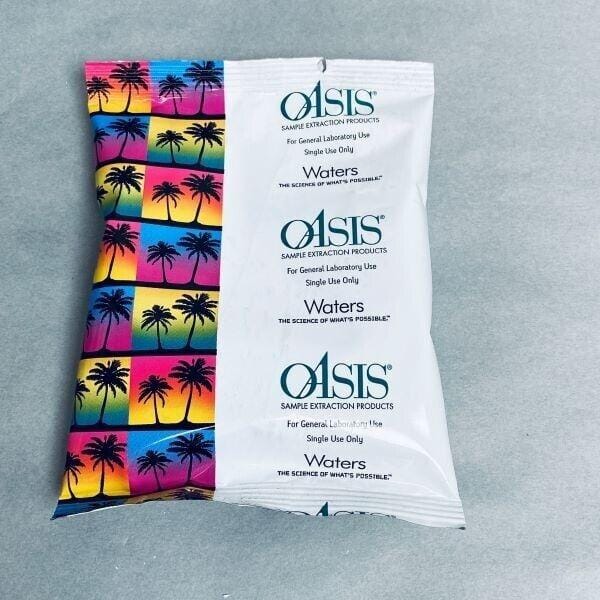 OASIS®
SAMPLE EXTRACTION PRODUCTS
For General Laboratory Use
Single Use Only
Waters
THE SCIENCE OF WHAT'S POSSIBLE.™
OASIS®
SAMPLE EXTRACTION PRODUCTS
For General Laboratory Use
Single Use Only
Waters
THE SCIENCE OF WHAT'S POSSIBLE.™
OASIS®
SAMPLE EXTRACTION PRODUCTS
For General Laboratory Use
Single Use Only
Waters
THE SCIENCE OF WHAT'S POSSIBLE.™
OASIS